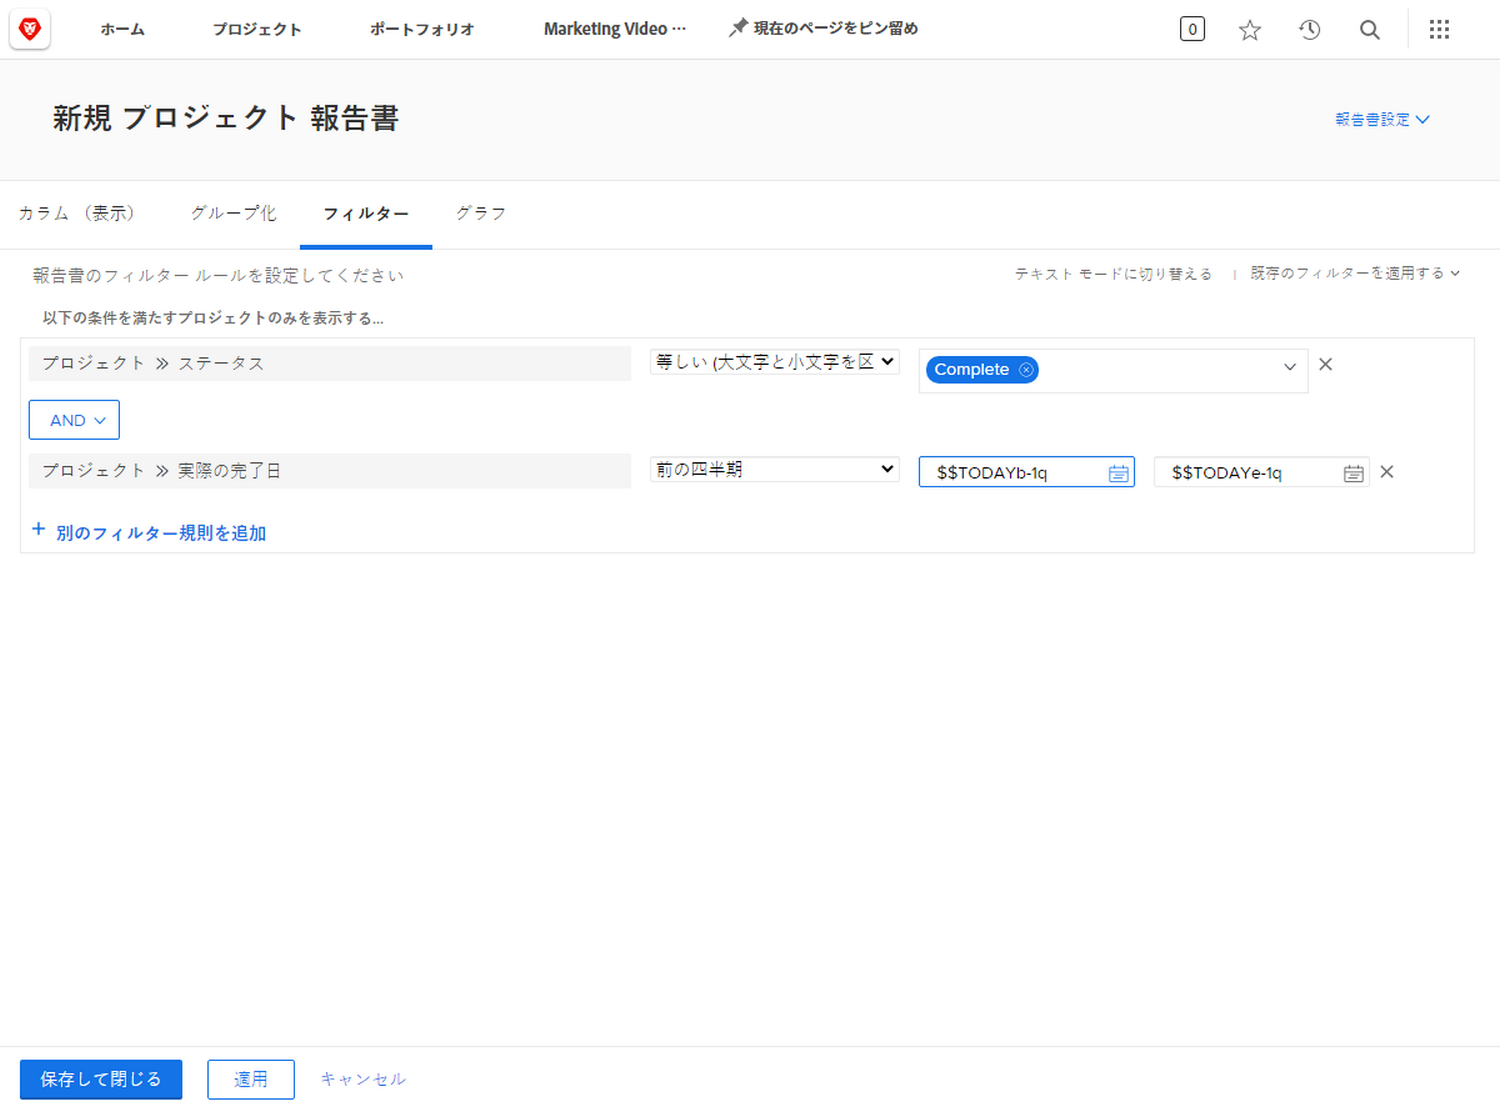 ホーム プロジェクト ポートフォリオ Marketing Video ··· 現在のページをピン留め 0
新規 プロジェクト 報告書
報告書設定
カラム （表示） グループ化 フィルター グラフ
報告書のフィルター ルールを設定してください
テキスト モードに切り替える | 既存のフィルターを適用する
以下の条件を満たすプロジェクトのみを表示する...
プロジェクト » ステータス 等しい (大文字と小文字を区 Complete
AND
プロジェクト » 実際の完了日 前の四半期 $$TODAYb-1q $$TODAYe-1q
+ 別のフィルター規則を追加
保存して閉じる 適用 キャンセル